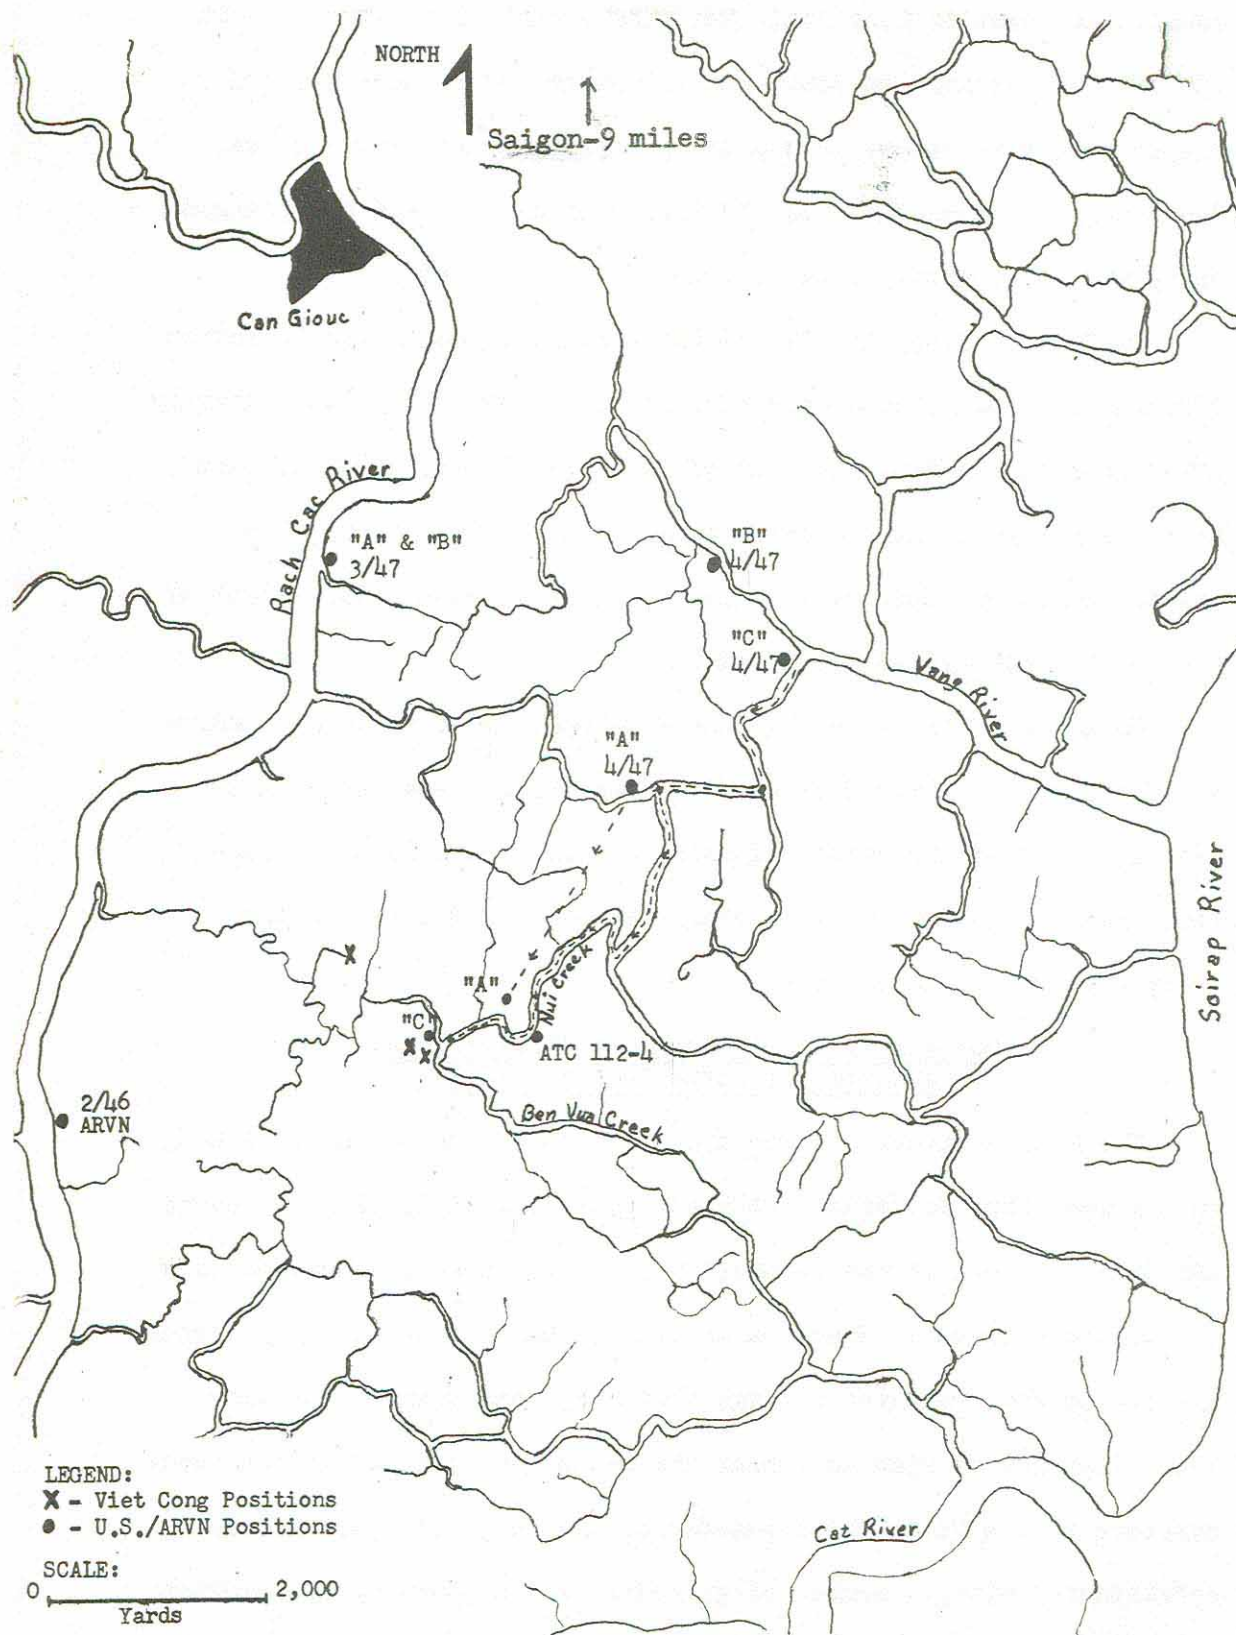 NORTH
Saigon-9 miles
Can Giouc
Rach Cac River
"A" & "B"
3/47
"B"
4/47
"C"
4/47
Vang River
"A"
4/47
Soirap River
"A"
Nui Creek
"C"
ATC 112-4
2/46
ARVN
Ben Vua Creek
Cat River
LEGEND:
X - Viet Cong Positions
● - U.S./ARVN Positions
SCALE:
0 2,000
Yards